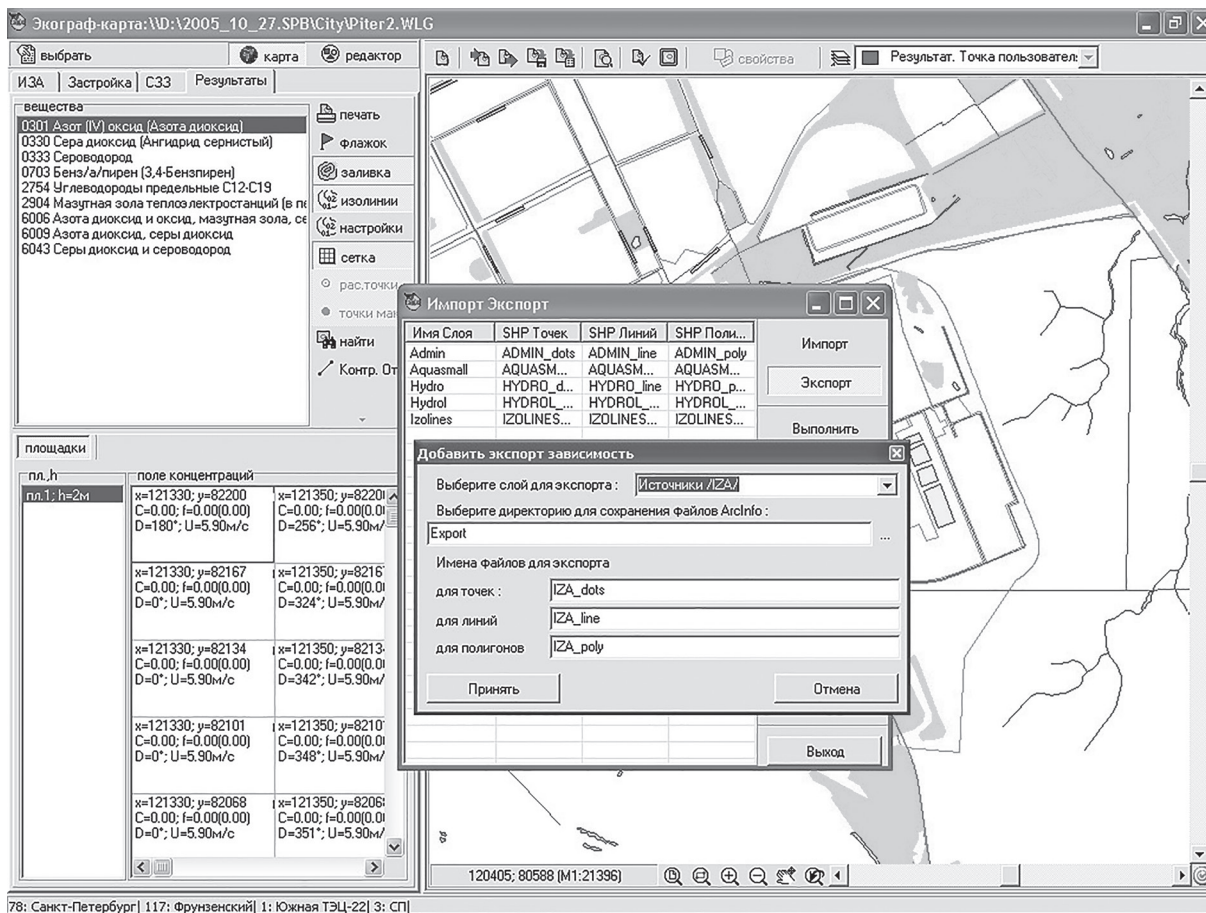 Экограф-карта:\\D:\2005_10_27.SPB\City\Piter2.WLG
выбрать
карта
редактор
свойства
Результат. Точка пользовател:
ИЗА
Застройка
СЗЗ
Результаты
вещества
0301 Азот (IV) оксид (Азота диоксид)
0330 Сера диоксид (Ангидрид сернистый)
0333 Сероводород
0703 Бенз/а/пирен (3,4-Бензпирен)
2754 Углеводороды предельные С12-С19
2904 Мазутная зола теплоэлектростанций (в пе
6006 Азота диоксид и оксид, мазутная зола, се
6009 Азота диоксид, серы диоксид
6043 Серы диоксид и сероводород
печать
флажок
заливка
изолинии
настройки
сетка
рас.точки
точки мак
найти
Контр. От
площадки
пл.,h
пл.1; h=2м
поле концентраций
x=121330; y=82200
C=0.00; f=0.00(0.00)
D=180°; U=5.90м/с
x=121350; y=82200
C=0.00; f=0.00(0.0
D=256°; U=5.90м/
x=121330; y=82167
C=0.00; f=0.00(0.00)
D=0°; U=5.90м/с
x=121350; y=8216
C=0.00; f=0.00(0.0
D=324°; U=5.90м/
x=121330; y=82134
C=0.00; f=0.00(0.00)
D=0°; U=5.90м/с
x=121350; y=8213
C=0.00; f=0.00(0.0
D=342°; U=5.90м/
x=121330; y=82101
C=0.00; f=0.00(0.00)
D=0°; U=5.90м/с
x=121350; y=8210
C=0.00; f=0.00(0.0
D=348°; U=5.90м/
x=121330; y=82068
C=0.00; f=0.00(0.00)
D=0°; U=5.90м/с
x=121350; y=8206
C=0.00; f=0.00(0.0
D=351°; U=5.90м/
Импорт Экспорт
Имя Слоя SHP Точек SHP Линий SHP Поли...
Admin ADMIN_dots ADMIN_line ADMIN_poly
Aquasmall AQUASM... AQUASM... AQUASM...
Hydro HYDRO_d... HYDRO_line HYDRO_p...
Hydrol HYDROL_... HYDROL_... HYDROL_...
Izolines IZOLINES... IZOLINES... IZOLINES...
Импорт
Экспорт
Выполнить
Добавить экспорт зависимость
Выберите слой для экспорта : Источники /IZA/
Выберите директорию для сохранения файлов ArcInfo :
Export
...
Имена файлов для экспорта
для точек : IZA_dots
для линий IZA_line
для полигонов IZA_poly
Принять
Отмена
Выход
120405; 80588 (М1:21396)
78: Санкт-Петербург| 117: Фрунзенский| 1: Южная ТЭЦ-22| 3: СП|